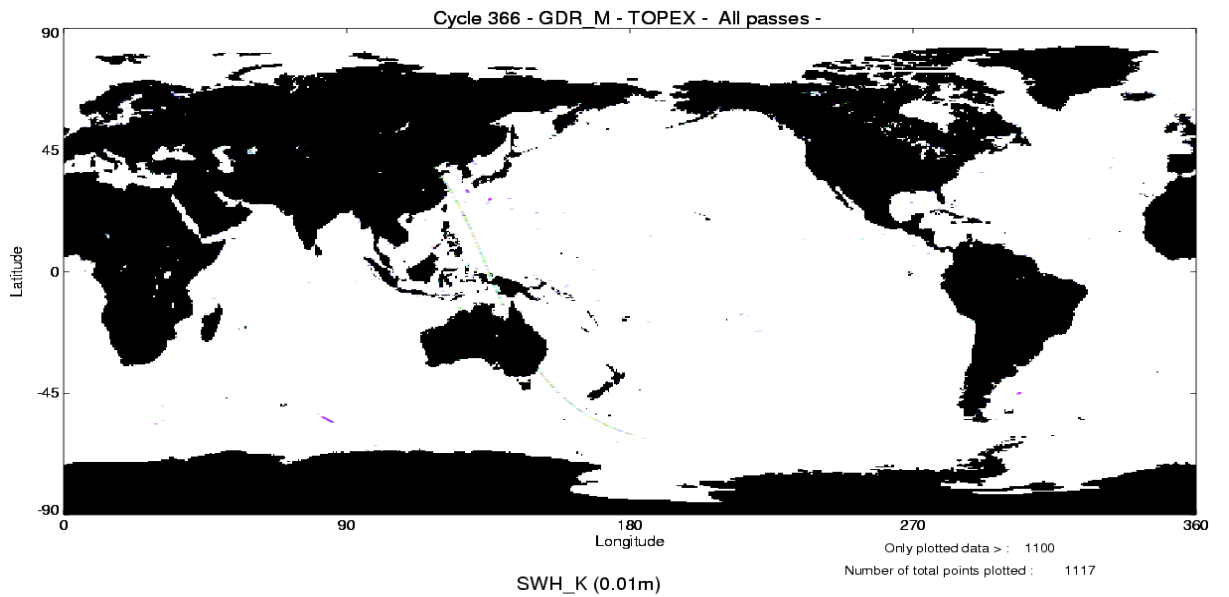 Cycle 366 - GDR_M - TOPEX - All passes -
90
45
0
-45
-90
Latitude
0 90 180 270 360
Longitude
Only plotted data > : 1100
Number of total points plotted : 1117
SWH_K (0.01m)